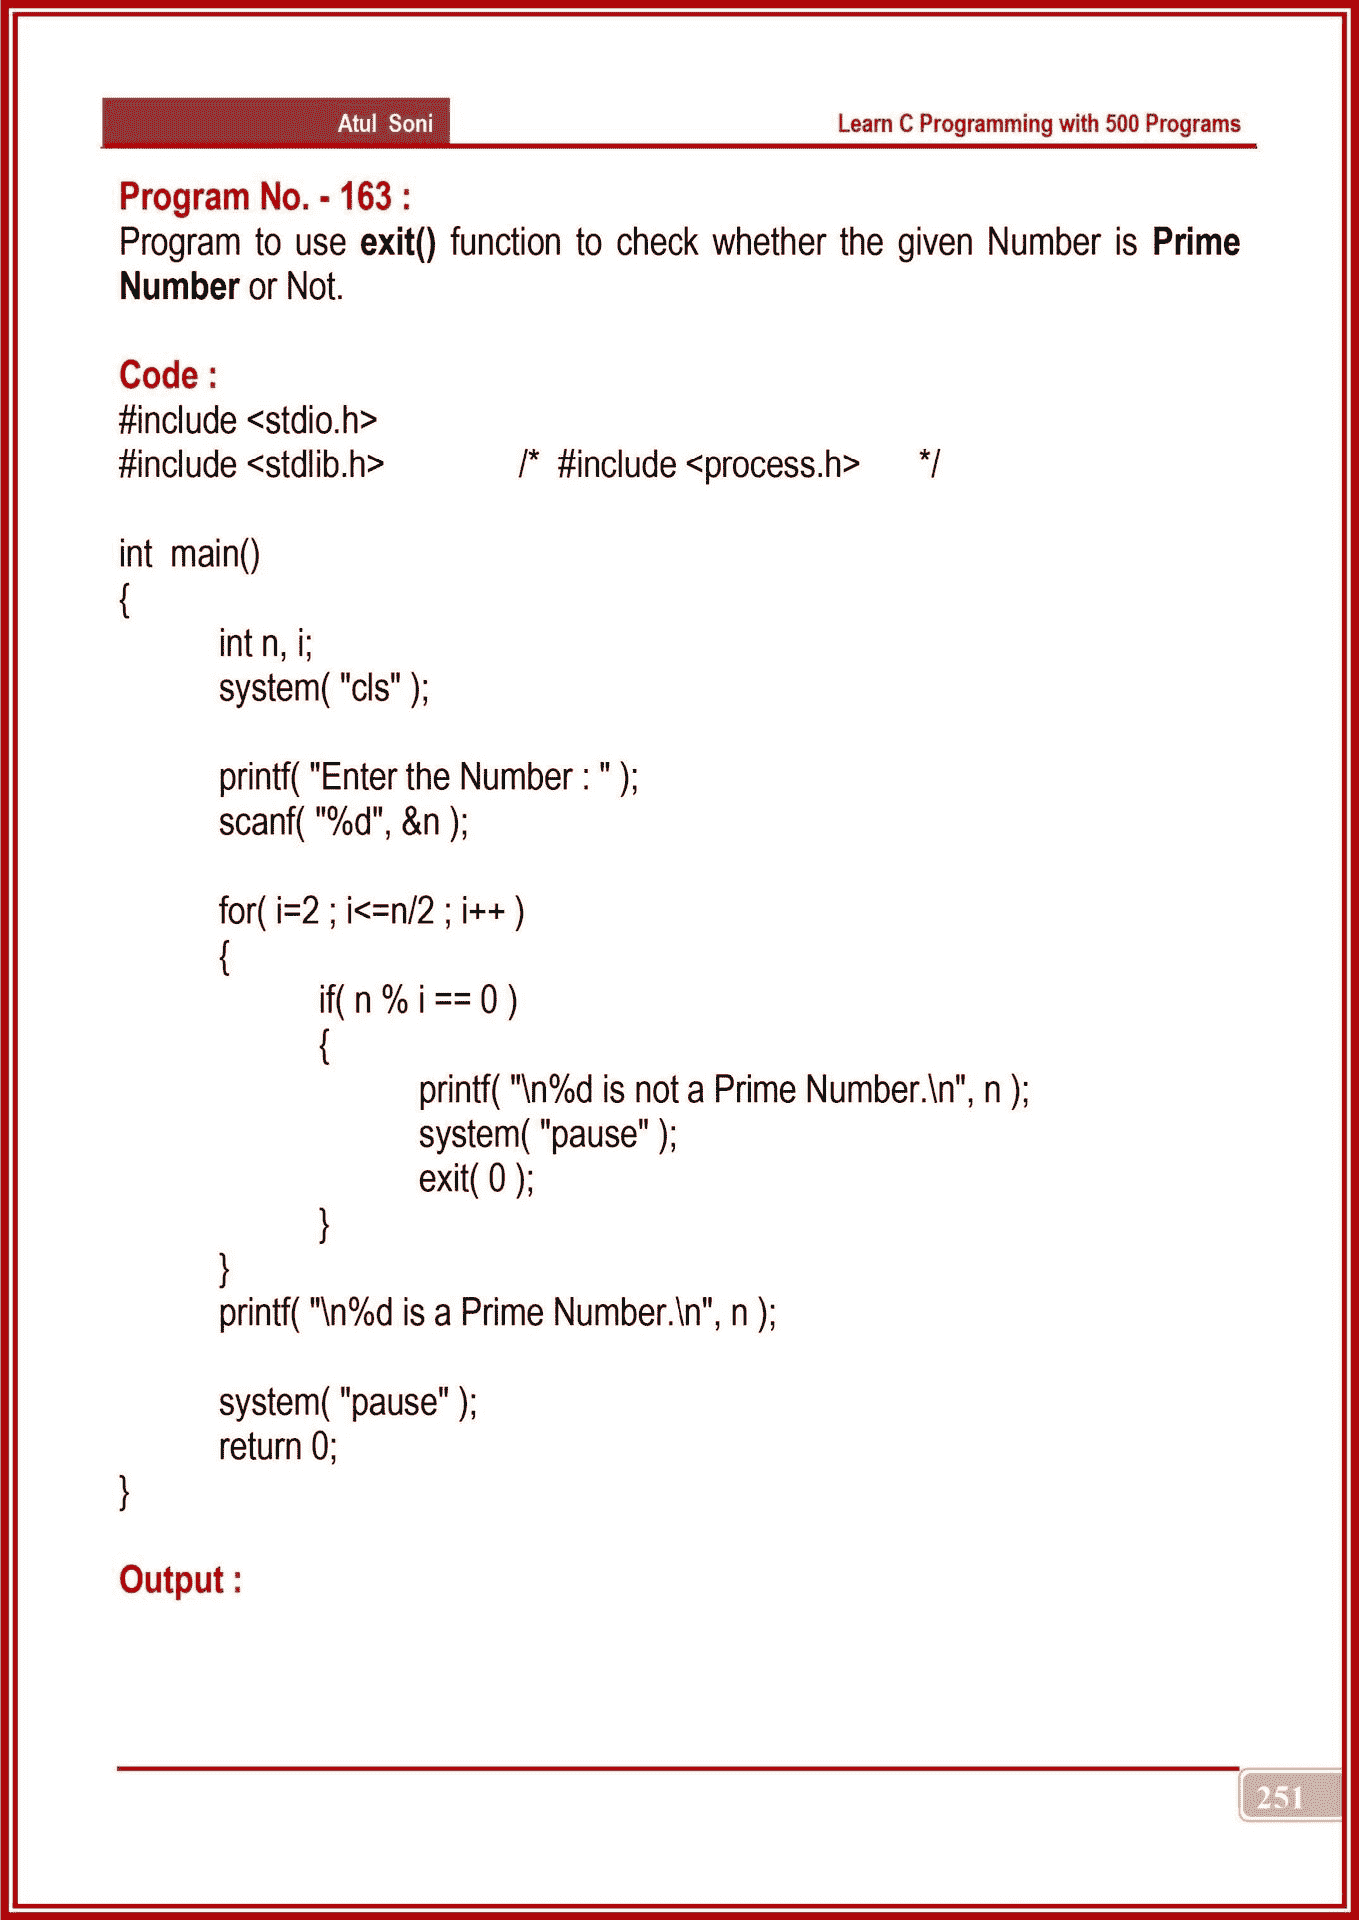 Atul Soni
Learn C Programming with 500 Programs
Program No. - 163 :
Program to use exit() function to check whether the given Number is Prime
Number or Not.
Code :
#include <stdio.h>
#include <stdlib.h> /* #include <process.h> */
int main()
{
int n, i;
system( "cls" );
printf( "Enter the Number : " );
scanf( "%d", &n );
for( i=2 ; i<=n/2 ; i++ )
{
if( n % i == 0 )
{
printf( "\n%d is not a Prime Number.\n", n );
system( "pause" );
exit( 0 );
}
}
printf( "\n%d is a Prime Number.\n", n );
system( "pause" );
return 0;
}
Output :
251